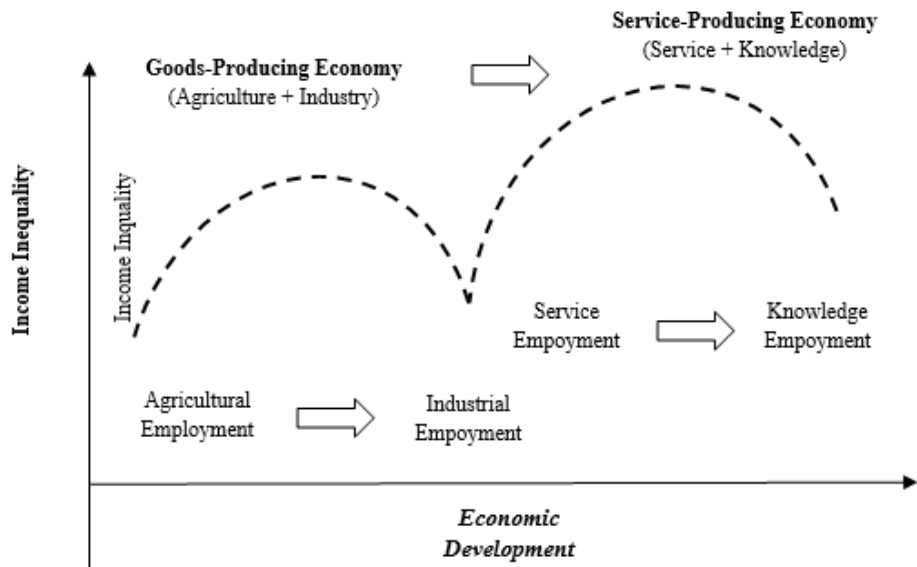 Service-Producing Economy
(Service + Knowledge)
Goods-Producing Economy
(Agriculture + Industry)
Income Inequality
Income Inquality
Service
Empoyment
Knowledge
Empoyment
Agricultural
Employment
Industrial
Empoyment
Economic
Development